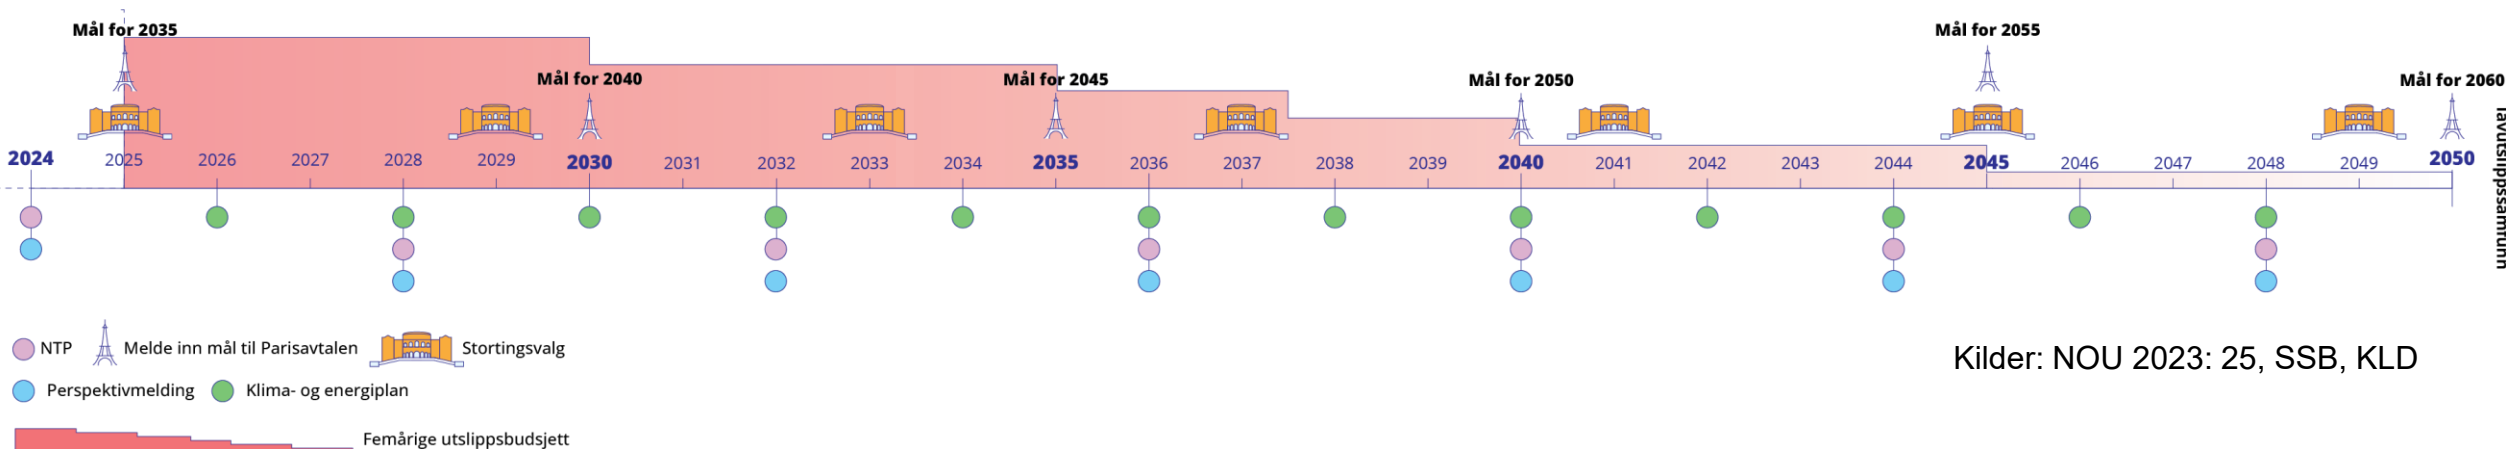 Mål for 2035
Mål for 2040
Mål for 2045
Mål for 2050
Mål for 2055
Mål for 2060
2024 2025 2026 2027 2028 2029 2030 2031 2032 2033 2034 2035 2036 2037 2038 2039 2040 2041 2042 2043 2044 2045 2046 2047 2048 2049 2050
NTP Melde inn mål til Parisavtalen Stortingsvalg
Perspektivmelding Klima- og energiplan
Femårige utslippsbudsjett
Kilder: NOU 2023: 25, SSB, KLD